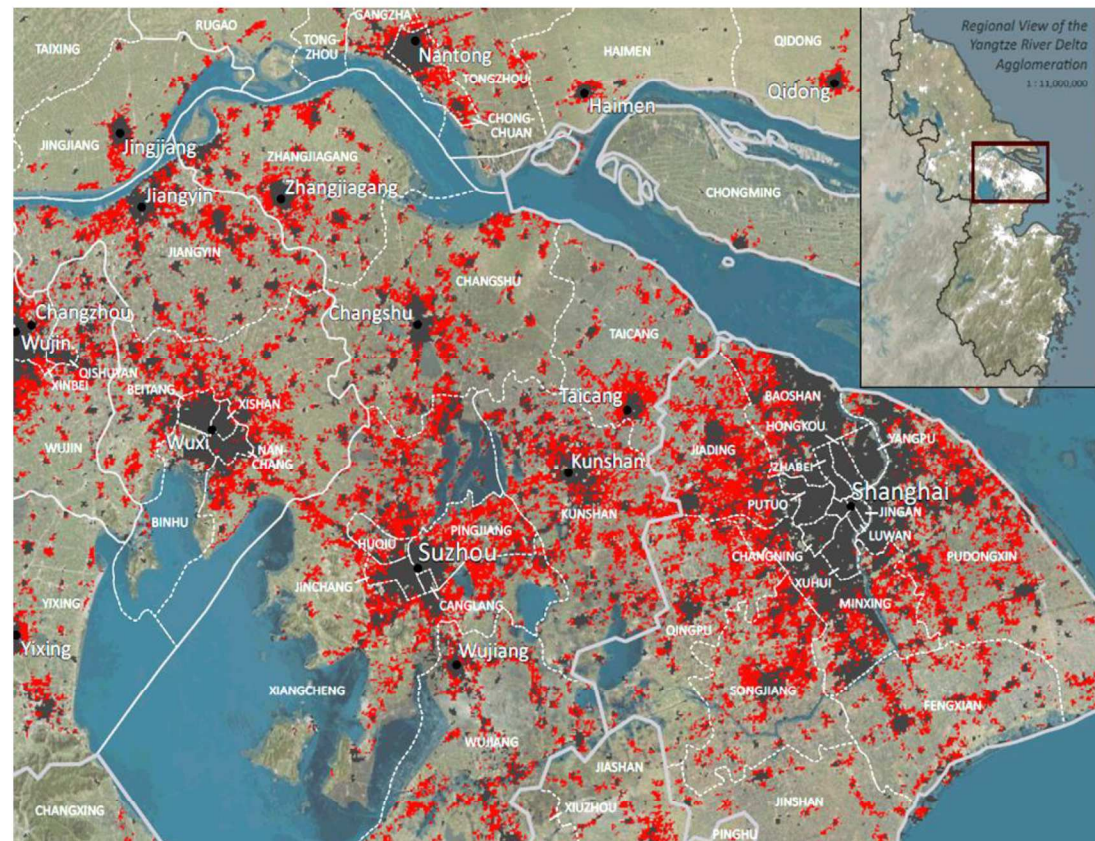 Regional View of the
Yangtze River Delta
Agglomeration
1 : 11,000,000
GANGZHA
RUGAO
TAIXING
TONG-
ZHOU
Nantong
HAIMEN
QIDONG
TONGZHOU
Haimen
Qidong
CHONG-
CHUAN
JINGJIANG
Jingjiang
ZHANGJIAGANG
Zhangjiagang
Jiangyin
CHONGMING
JIANGYIN
CHANGSHU
Changshu
Changzhou
Wujin
TAICANG
QISHUYAN
XINBEI
BEITANG
XISHAN
Taicang
BAOSHAN
HONGKOU
YANGPU
Wuxi
WUJIN
NAN-
CHANG
JIADING
ZHABEI
Kunshan
Shanghai
PUTUO
JINGAN
BINHU
KUNSHAN
PINGJIANG
HUQIU
Suzhou
LUWAN
CHANGNING
PUDONGXIN
JINCHANG
XUHUI
CANGLANG
MINXING
YIXING
Yixing
QINGPU
Wujiang
XIANGCHENG
SONGJIANG
FENGXIAN
WUJIANG
JIASHAN
CHANGXING
XIUZHOU
JINSHAN
PINGHU